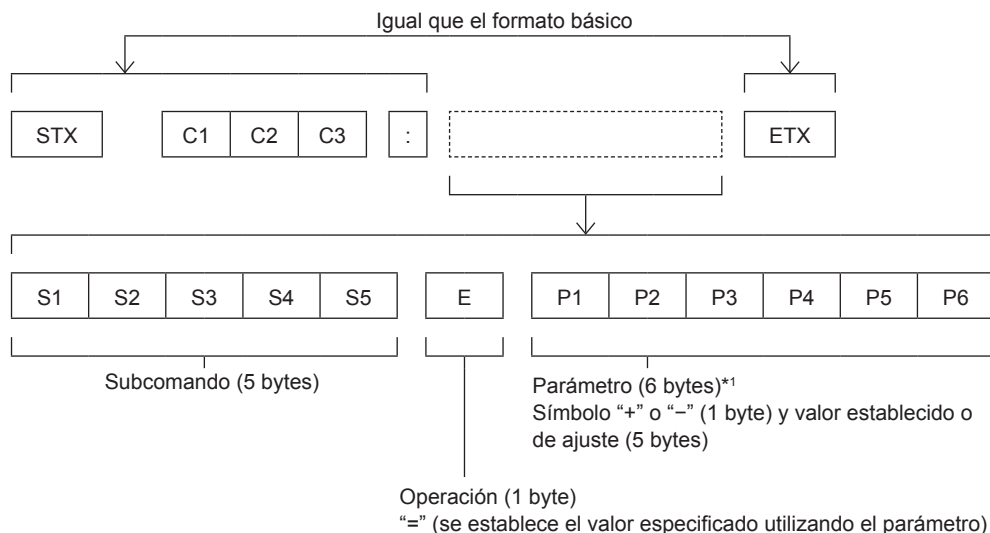 Igual que el formato básico
STX C1 C2 C3 : ETX
S1 S2 S3 S4 S5 E P1 P2 P3 P4 P5 P6
Subcomando (5 bytes)
Parámetro (6 bytes)*1
Símbolo “+” o “−” (1 byte) y valor establecido o
de ajuste (5 bytes)
Operación (1 byte)
“=” (se establece el valor especificado utilizando el parámetro)